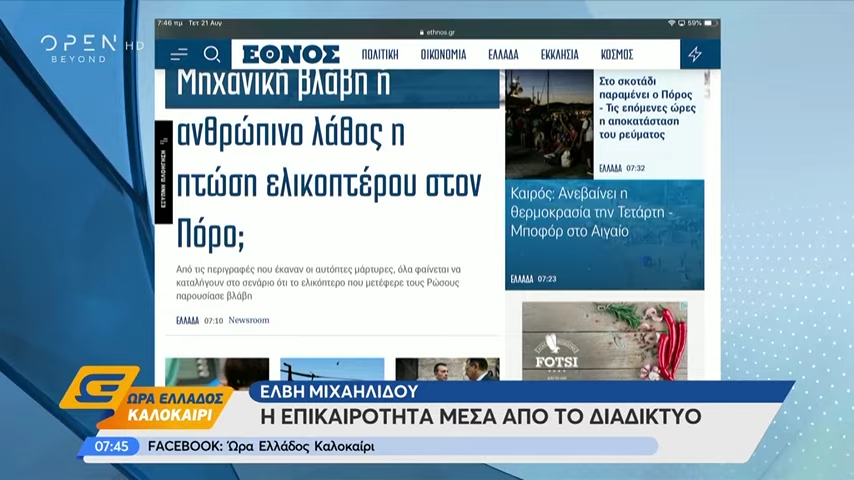 7:46 πμ Τετ 21 Αυγ
59%
ethnos.gr
OPEN HD
BEYOND
ΕΘΝΟΣ
ΠΟΛΙΤΙΚΗ ΟΙΚΟΝΟΜΙΑ ΕΛΛΑΔΑ ΕΚΚΛΗΣΙΑ ΚΟΣΜΟΣ
Μηχανική βλάβη ή
ανθρώπινο λάθος η
πτώση ελικοπτέρου στον
Πόρο;
Από τις περιγραφές που έκαναν οι αυτόπτες μάρτυρες, όλα φαίνεται να
καταλήγουν στο σενάριο ότι το ελικόπτερο που μετέφερε τους Ρώσους
παρουσίασε βλάβη
ΕΛΛΑΔΑ 07:10 Newsroom
Στο σκοτάδι
παραμένει ο Πόρος
- Τις επόμενες ώρες
η αποκατάσταση
του ρεύματος
ΕΛΛΑΔΑ 07:32
Καιρός: Ανεβαίνει η
θερμοκρασία την Τετάρτη -
Μποφόρ στο Αιγαίο
ΕΛΛΑΔΑ 07:23
FOTSI
ΩΡΑ ΕΛΛΑΔΟΣ
ΚΑΛΟΚΑΙΡΙ
ΕΛΒΗ ΜΙΧΑΗΛΙΔΟΥ
Η ΕΠΙΚΑΙΡΟΤΗΤΑ ΜΕΣΑ ΑΠΟ ΤΟ ΔΙΑΔΙΚΤΥΟ
07:45 FACEBOOK: Ώρα Ελλάδος Καλοκαίρι